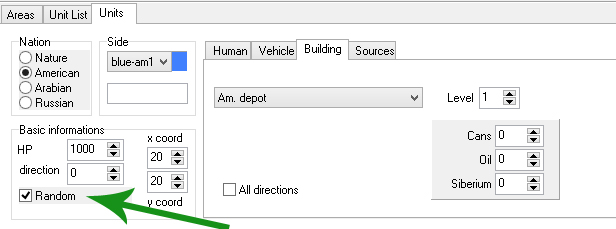 Areas Unit List Units
Nation
Nature
American
Arabian
Russian
Side
blue-am1
Basic informations
HP 1000
direction 0
Random
x coord
20
20
y coord
Human Vehicle Building Sources
Am. depot
Level 1
Cans 0
Oil 0
Siberium 0
All directions